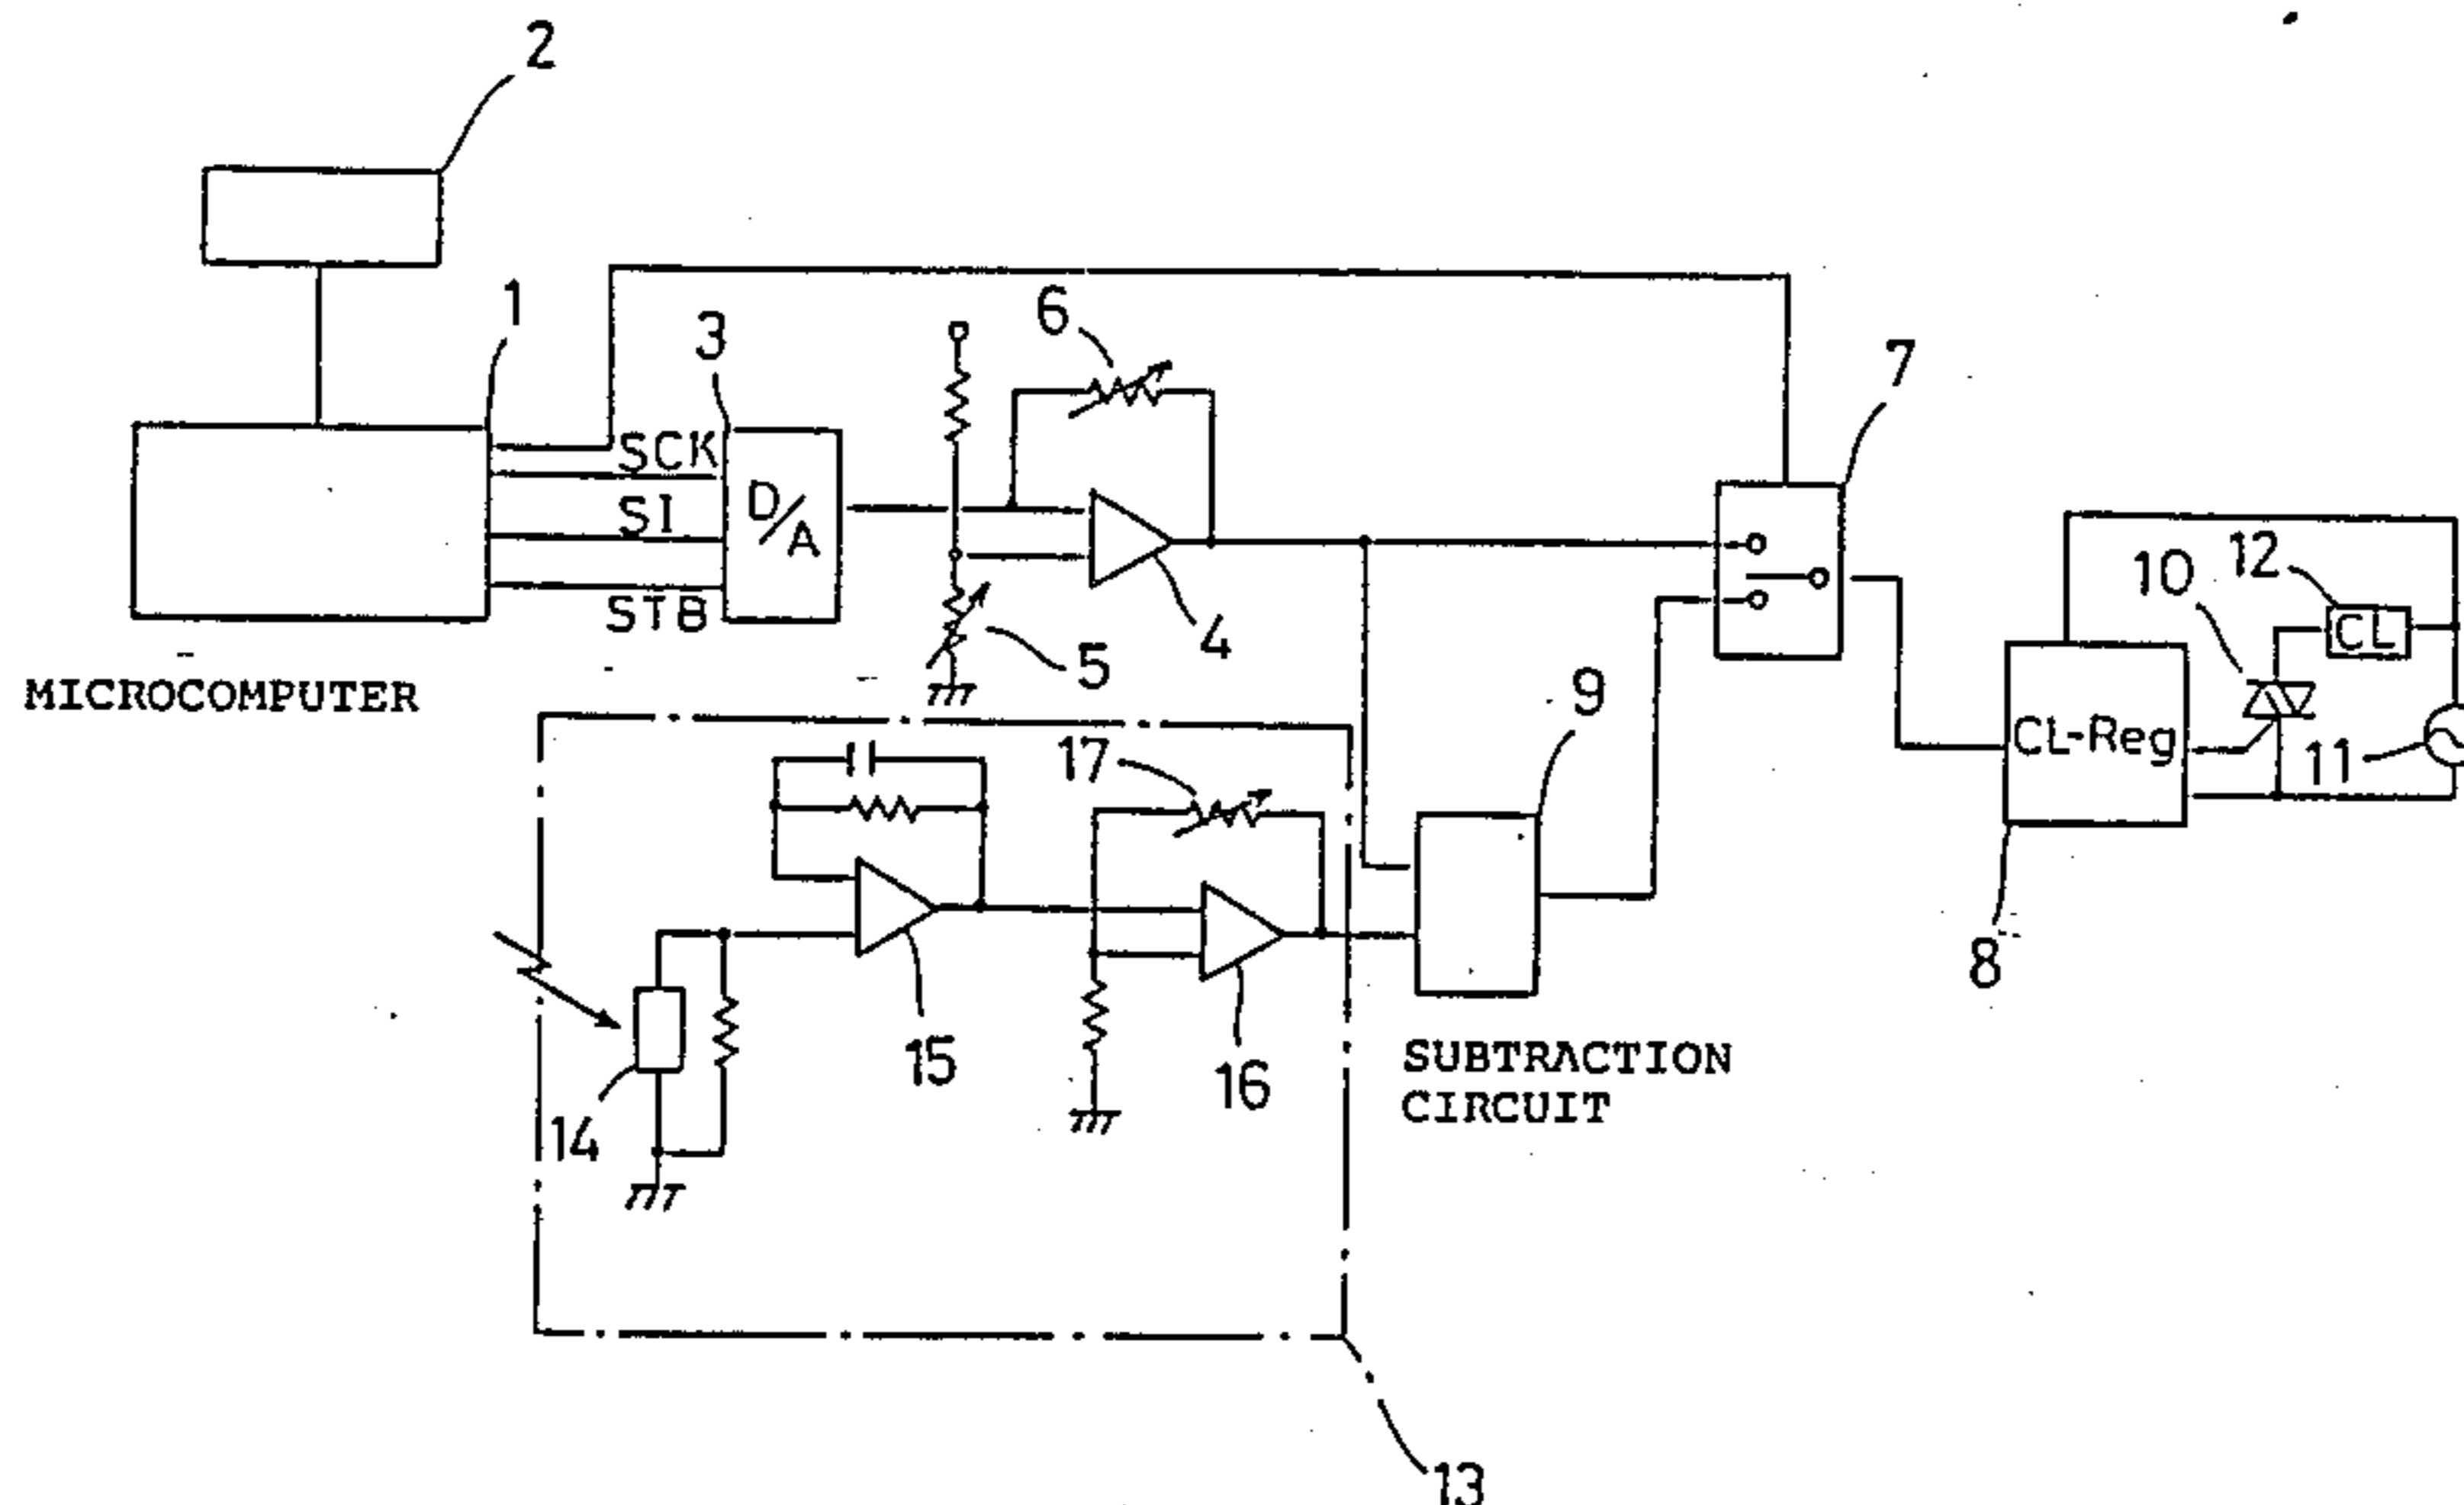 2
1
3
6
7
SCK
SI
STB
D/A
4
5
MICROCOMPUTER
10
12
CL
CL-Reg
11
8
9
17
15
16
14
SUBTRACTION
CIRCUIT
13